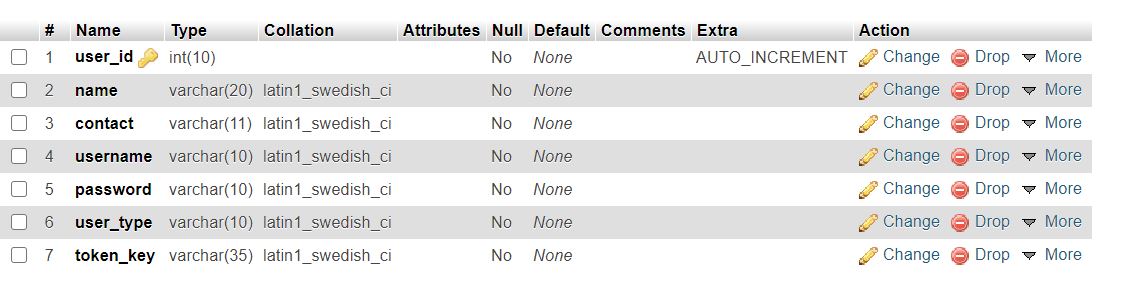 # Name Type Collation Attributes Null Default Comments Extra Action
1 user_id int(10) No None AUTO_INCREMENT Change Drop More
2 name varchar(20) latin1_swedish_ci No None Change Drop More
3 contact varchar(11) latin1_swedish_ci No None Change Drop More
4 username varchar(10) latin1_swedish_ci No None Change Drop More
5 password varchar(10) latin1_swedish_ci No None Change Drop More
6 user_type varchar(10) latin1_swedish_ci No None Change Drop More
7 token_key varchar(35) latin1_swedish_ci No None Change Drop More